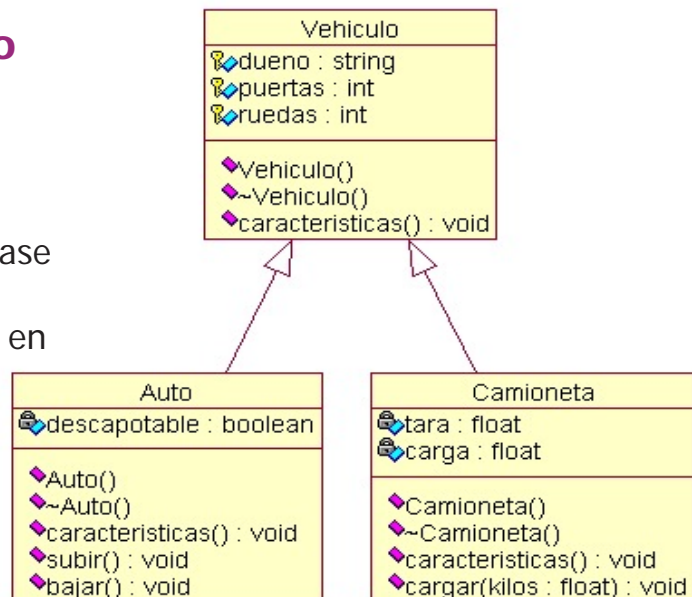 o
ase
en
Vehiculo
dueno : string
puertas : int
ruedas : int
Vehiculo()
~Vehiculo()
caracteristicas() : void
Auto
descapotable : boolean
Auto()
~Auto()
caracteristicas() : void
subir() : void
bajar() : void
Camioneta
tara : float
carga : float
Camioneta()
~Camioneta()
caracteristicas() : void
cargar(kilos : float) : void